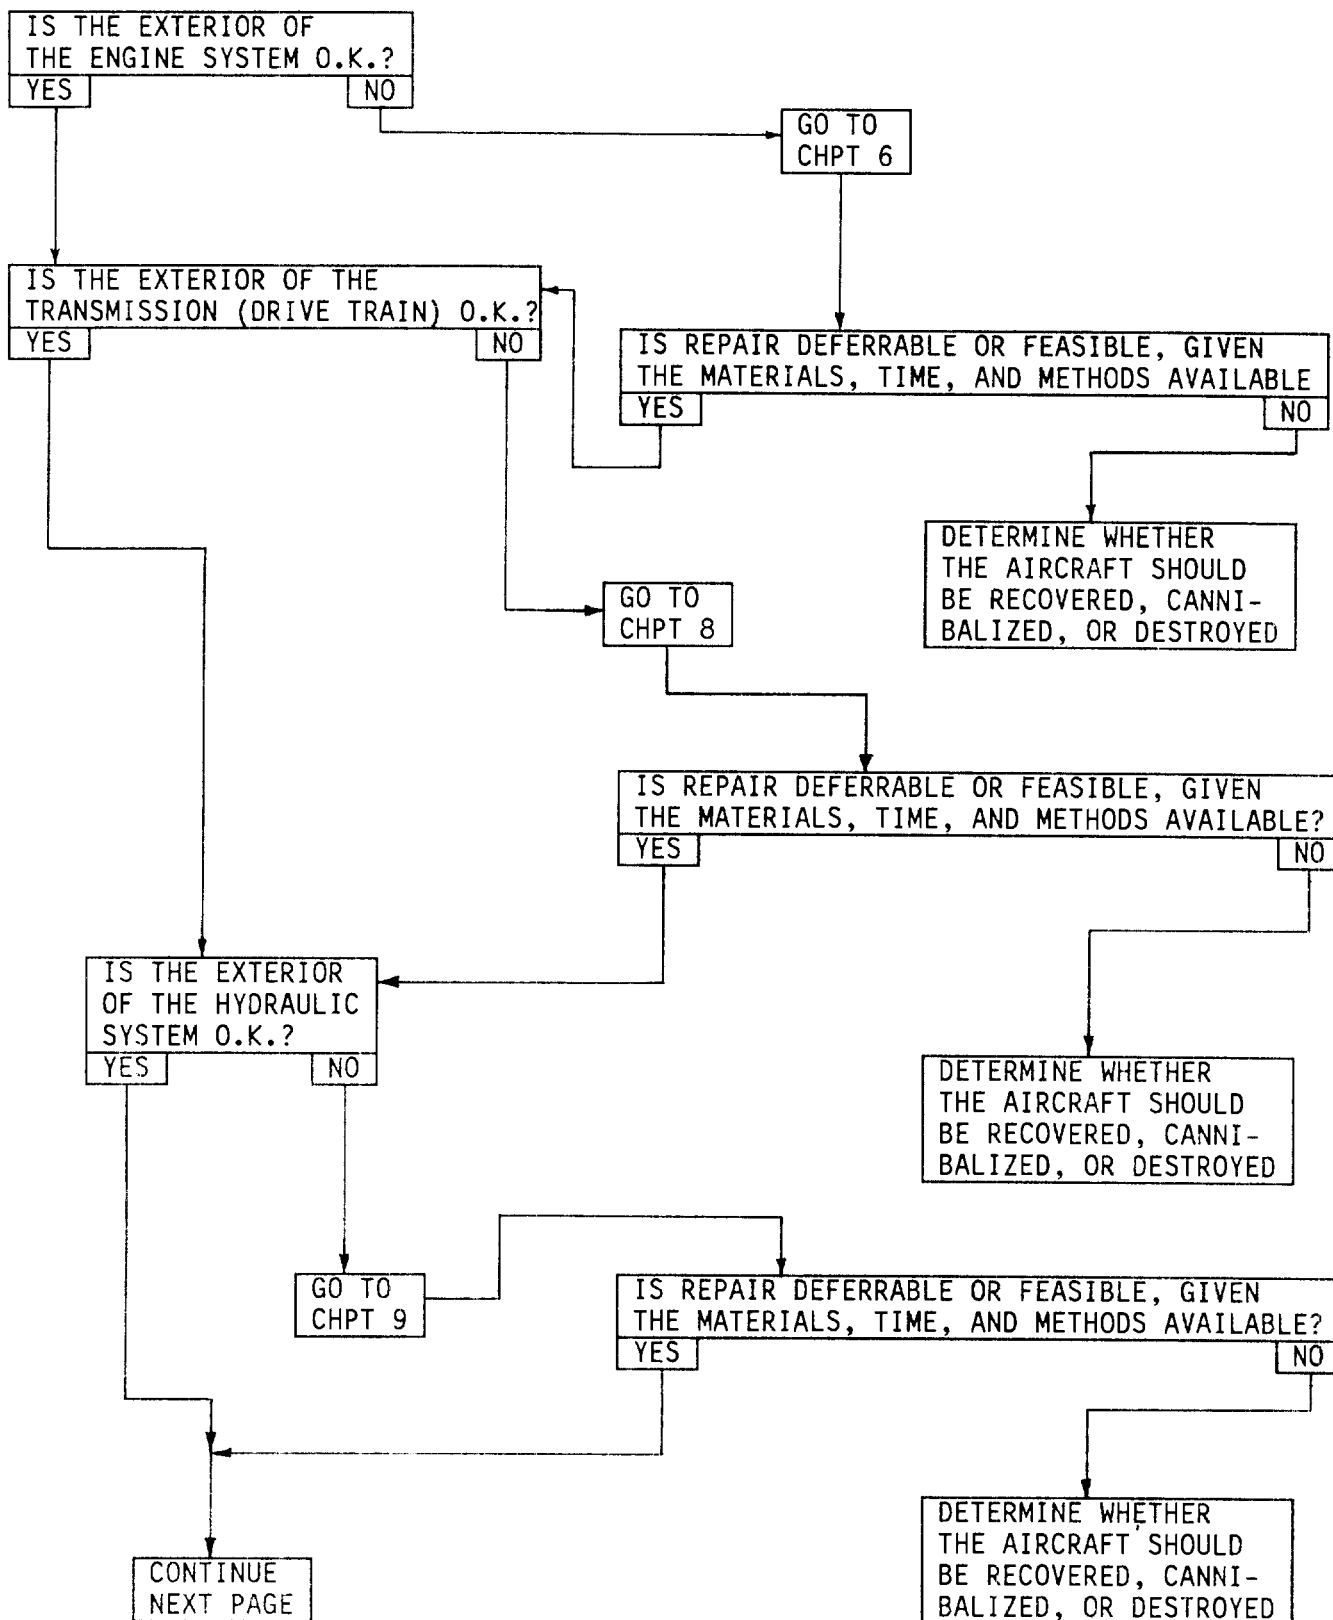 IS THE EXTERIOR OF
THE ENGINE SYSTEM O.K.?
YES
NO
GO TO
CHPT 6
IS THE EXTERIOR OF THE
TRANSMISSION (DRIVE TRAIN) O.K.?
YES
NO
IS REPAIR DEFERRABLE OR FEASIBLE, GIVEN
THE MATERIALS, TIME, AND METHODS AVAILABLE
YES
NO
DETERMINE WHETHER
THE AIRCRAFT SHOULD
BE RECOVERED, CANNI-
BALIZED, OR DESTROYED
GO TO
CHPT 8
IS REPAIR DEFERRABLE OR FEASIBLE, GIVEN
THE MATERIALS, TIME, AND METHODS AVAILABLE?
YES
NO
IS THE EXTERIOR
OF THE HYDRAULIC
SYSTEM O.K.?
YES
NO
DETERMINE WHETHER
THE AIRCRAFT SHOULD
BE RECOVERED, CANNI-
BALIZED, OR DESTROYED
GO TO
CHPT 9
IS REPAIR DEFERRABLE OR FEASIBLE, GIVEN
THE MATERIALS, TIME, AND METHODS AVAILABLE?
YES
NO
DETERMINE WHETHER
THE AIRCRAFT SHOULD
BE RECOVERED, CANNI-
BALIZED, OR DESTROYED
CONTINUE
NEXT PAGE